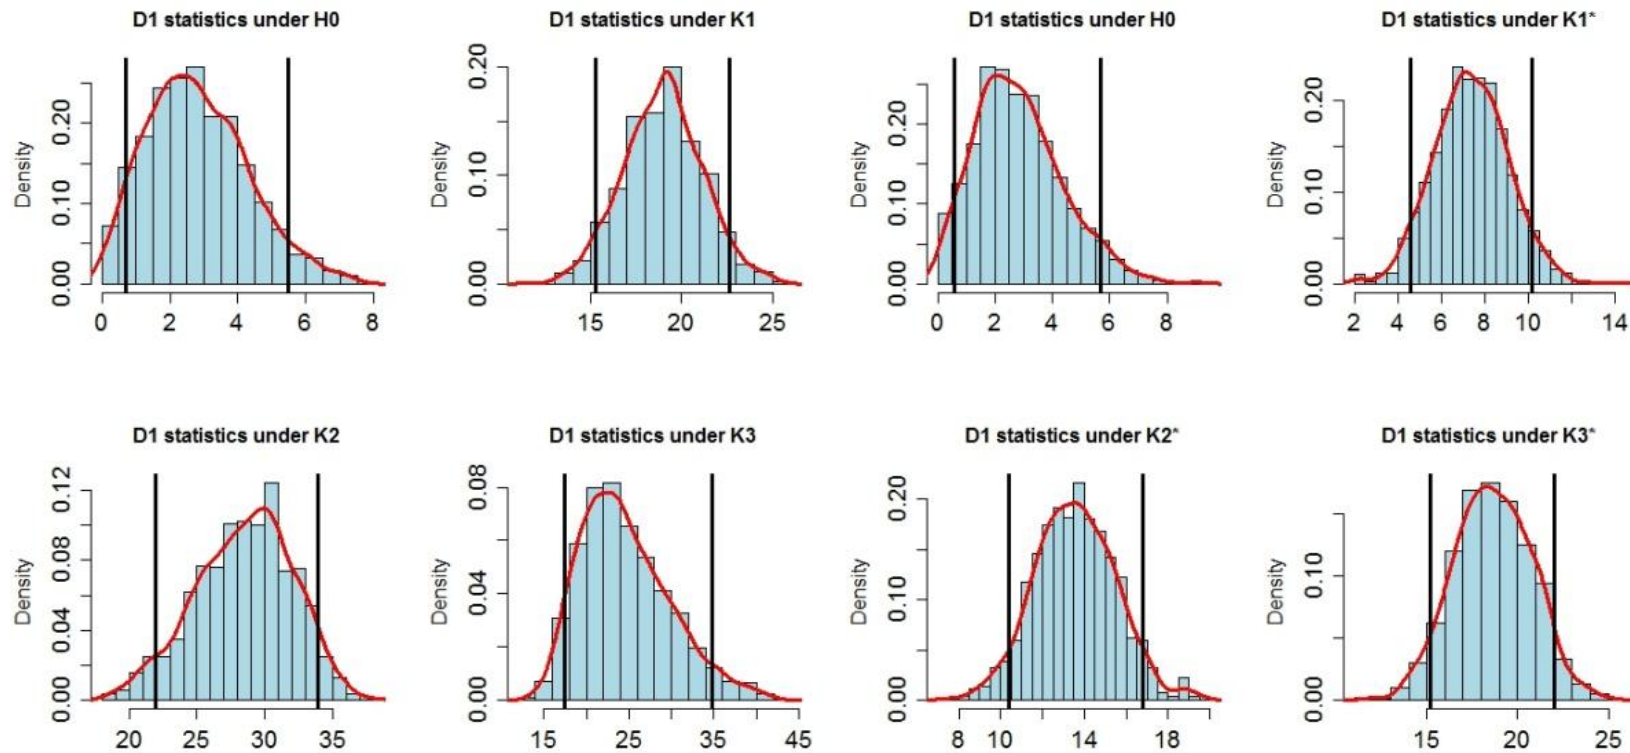 D1 statistics under H0
Density
0.00 0.10 0.20
0 2 4 6 8
D1 statistics under K1
Density
0.00 0.10 0.20
15 20 25
D1 statistics under H0
Density
0.00 0.10 0.20
0 2 4 6 8
D1 statistics under K1*
Density
0.00 0.10 0.20
2 4 6 8 10 14
D1 statistics under K2
Density
0.00 0.04 0.08 0.12
20 25 30 35
D1 statistics under K3
Density
0.00 0.04 0.08
15 25 35 45
D1 statistics under K2*
Density
0.00 0.10 0.20
8 10 14 18
D1 statistics under K3*
Density
0.00 0.10
15 20 25